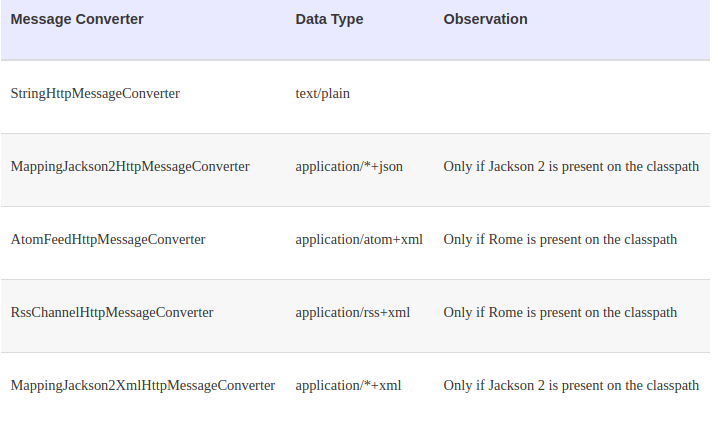 Message Converter Data Type Observation
StringHttpMessageConverter text/plain
MappingJackson2HttpMessageConverter application/*+json Only if Jackson 2 is present on the classpath
AtomFeedHttpMessageConverter application/atom+xml Only if Rome is present on the classpath
RssChannelHttpMessageConverter application/rss+xml Only if Rome is present on the classpath
MappingJackson2XmlHttpMessageConverter application/*+xml Only if Jackson 2 is present on the classpath